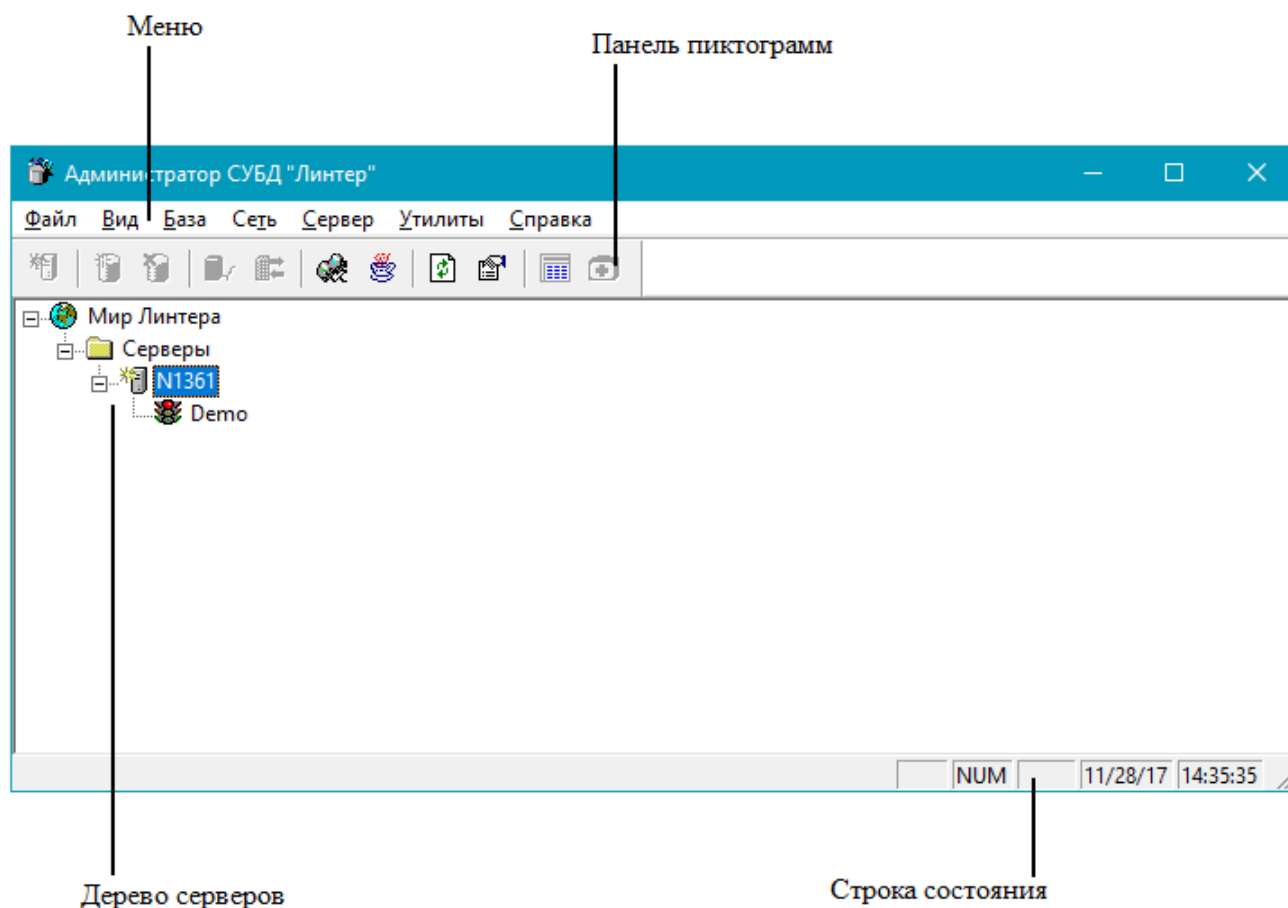 Меню
Панель пиктограмм
Администратор СУБД "Линтер"
Файл Вид База Сеть Сервер Утилиты Справка
Мир Линтера
Серверы
N1361
Demo
NUM 11/28/17 14:35:35
Дерево серверов
Строка состояния